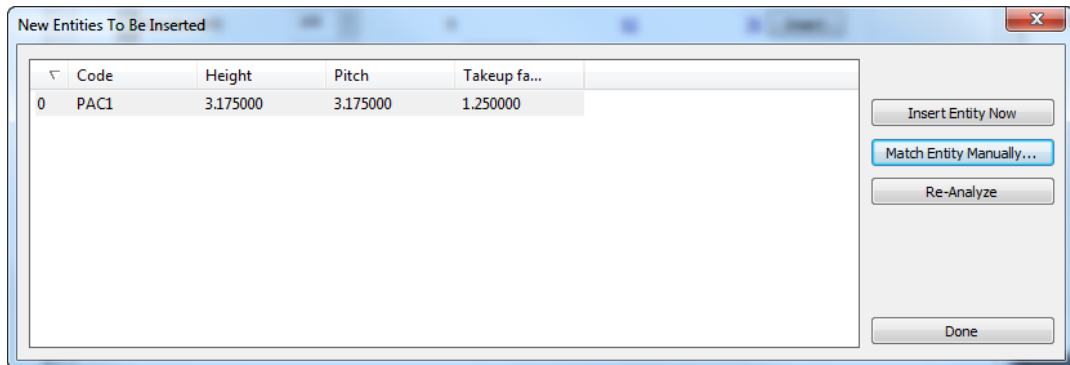 New Entities To Be Inserted
Code Height Pitch Takeup fa...
0 PAC1 3.175000 3.175000 1.250000
Insert Entity Now
Match Entity Manually...
Re-Analyze
Done